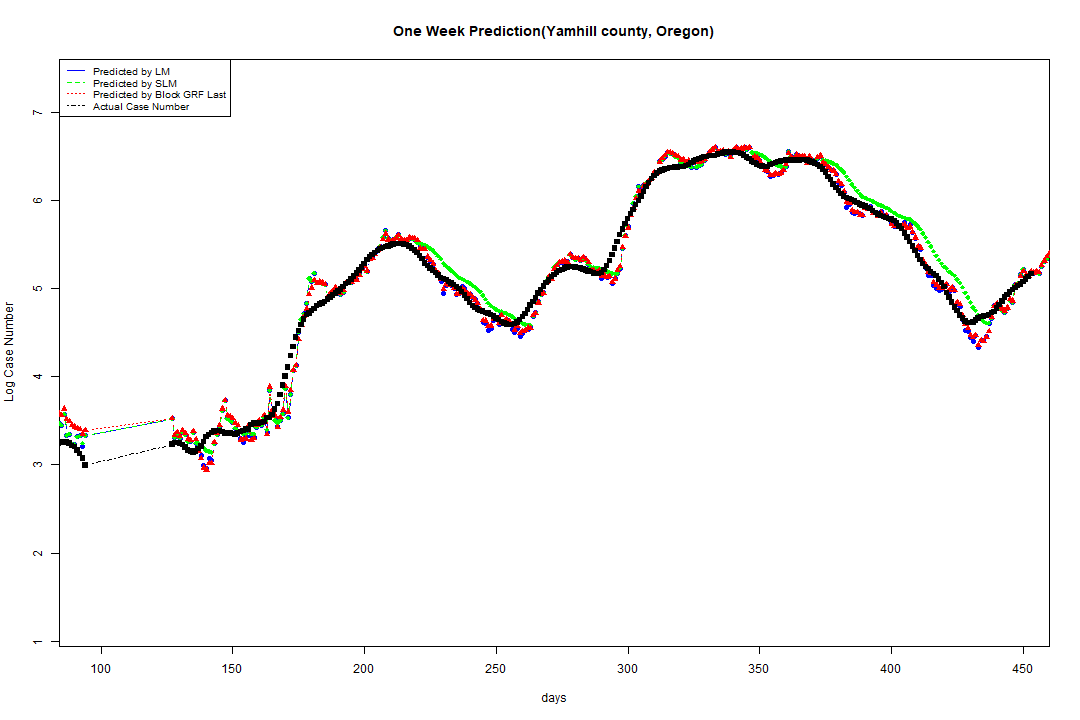 One Week Prediction(Yamhill county, Oregon)
Predicted by LM
Predicted by SLM
Predicted by Block GRF Last
Actual Case Number
Log Case Number
7
6
5
4
3
2
1
100 150 200 250 300 350 400 450
days